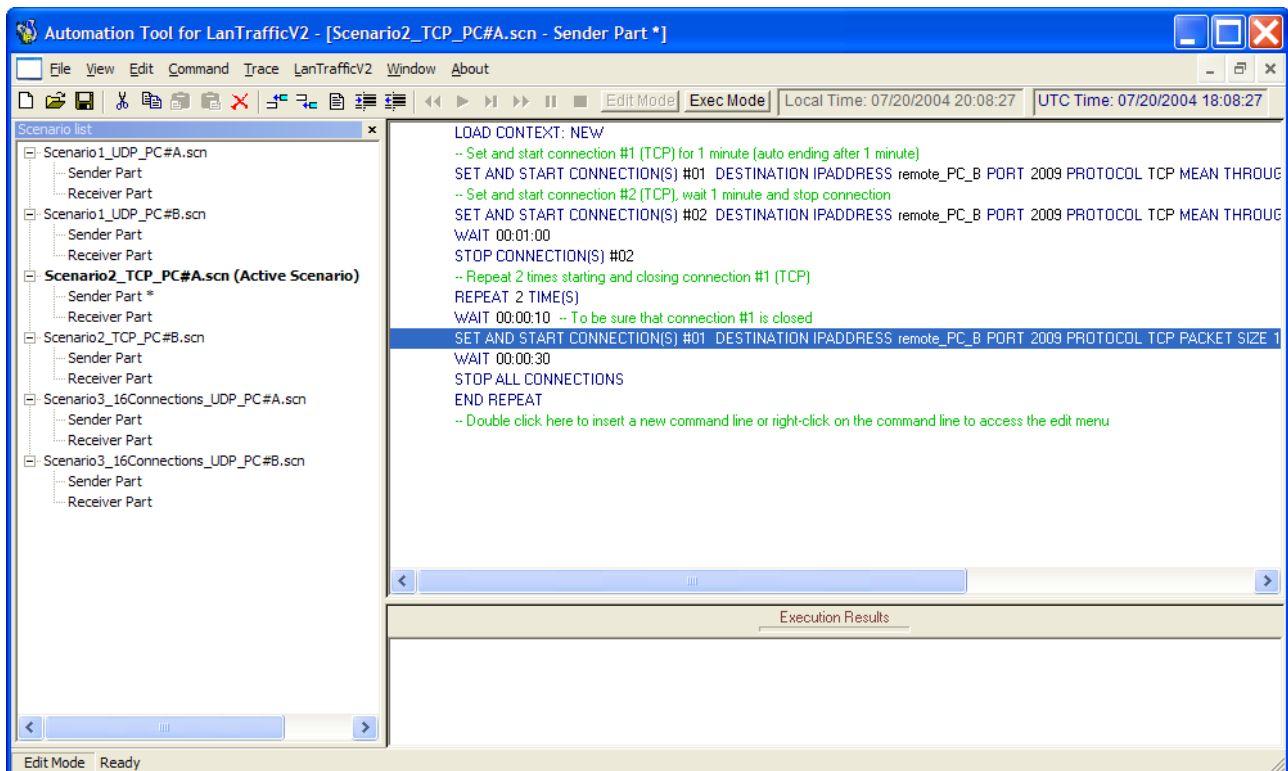 Automation Tool for LanTrafficV2 - [Scenario2_TCP_PC#A.scn - Sender Part *]
File View Edit Command Trace LanTrafficV2 Window About
Edit Mode Exec Mode Local Time: 07/20/2004 20:08:27 UTC Time: 07/20/2004 18:08:27
Scenario list
Scenario1_UDP_PC#A.scn
Sender Part
Receiver Part
Scenario1_UDP_PC#B.scn
Sender Part
Receiver Part
Scenario2_TCP_PC#A.scn (Active Scenario)
Sender Part *
Receiver Part
Scenario2_TCP_PC#B.scn
Sender Part
Receiver Part
Scenario3_16Connections_UDP_PC#A.scn
Sender Part
Receiver Part
Scenario3_16Connections_UDP_PC#B.scn
Sender Part
Receiver Part
LOAD CONTEXT: NEW
-- Set and start connection #1 (TCP) for 1 minute (auto ending after 1 minute)
SET AND START CONNECTION(S) #01 DESTINATION IPADDRESS remote_PC_B PORT 2009 PROTOCOL TCP MEAN THROUG
-- Set and start connection #2 (TCP), wait 1 minute and stop connection
SET AND START CONNECTION(S) #02 DESTINATION IPADDRESS remote_PC_B PORT 2009 PROTOCOL TCP MEAN THROUG
WAIT 00:01:00
STOP CONNECTION(S) #02
-- Repeat 2 times starting and closing connection #1 (TCP)
REPEAT 2 TIME(S)
WAIT 00:00:10 -- To be sure that connection #1 is closed
SET AND START CONNECTION(S) #01 DESTINATION IPADDRESS remote_PC_B PORT 2009 PROTOCOL TCP PACKET SIZE 1
WAIT 00:00:30
STOP ALL CONNECTIONS
END REPEAT
-- Double click here to insert a new command line or right-click on the command line to access the edit menu
Execution Results
Edit Mode Ready